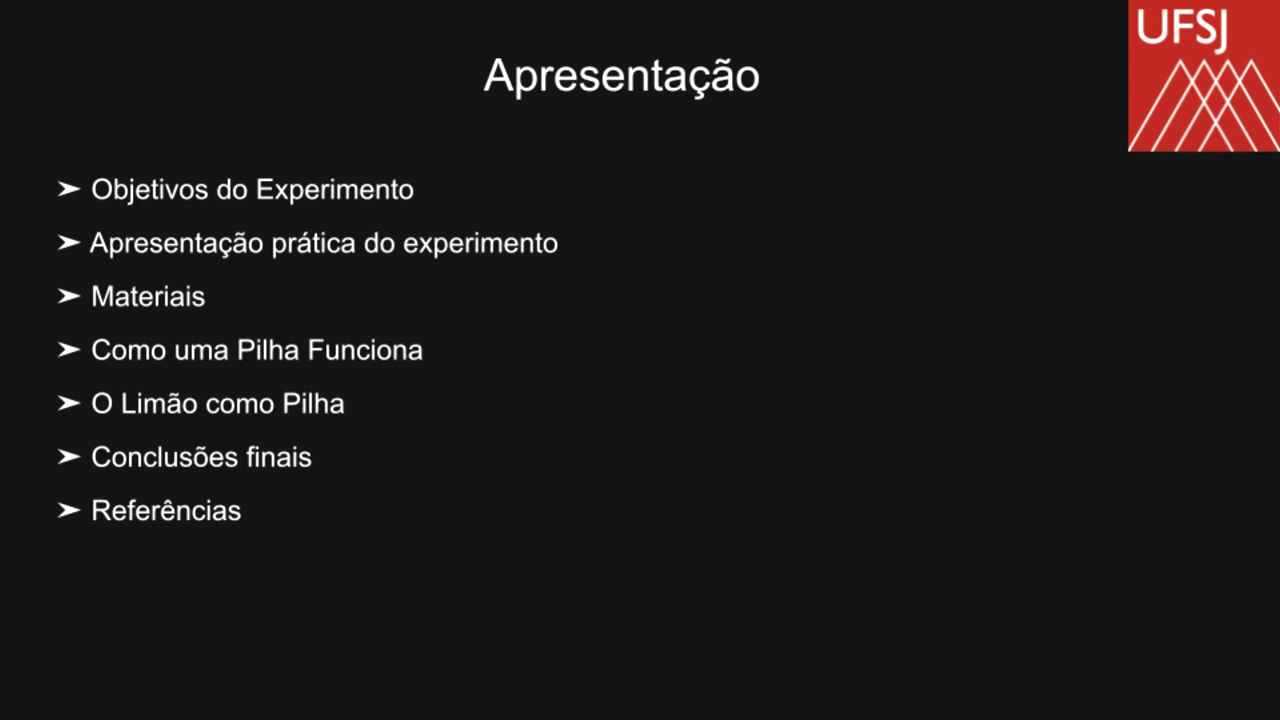 UFSJ
Apresentação
➤ Objetivos do Experimento
➤ Apresentação prática do experimento
➤ Materiais
➤ Como uma Pilha Funciona
➤ O Limão como Pilha
➤ Conclusões finais
➤ Referências